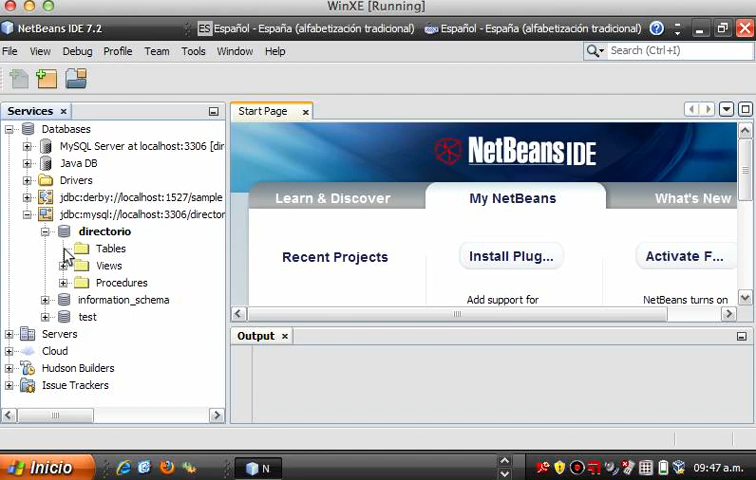 WinXE [Running]
NetBeans IDE 7.2
ES Español - España (alfabetización tradicional)
Español - España (alfabetización tradicional)
File View Debug Profile Team Tools Window Help
Search (Ctrl+I)
Services
Start Page
Databases
MySQL Server at localhost:3306 [dir
Java DB
Drivers
jdbc:derby://localhost:1527/sample
jdbc:mysql://localhost:3306/director
directorio
Tables
Views
Procedures
information_schema
test
Servers
Cloud
Hudson Builders
Issue Trackers
NetBeans IDE
Learn & Discover
My NetBeans
What's New
Recent Projects
Install Plug...
Activate F...
Add support for
NetBeans turns on
Output
Inicio
N
09:47 a.m.